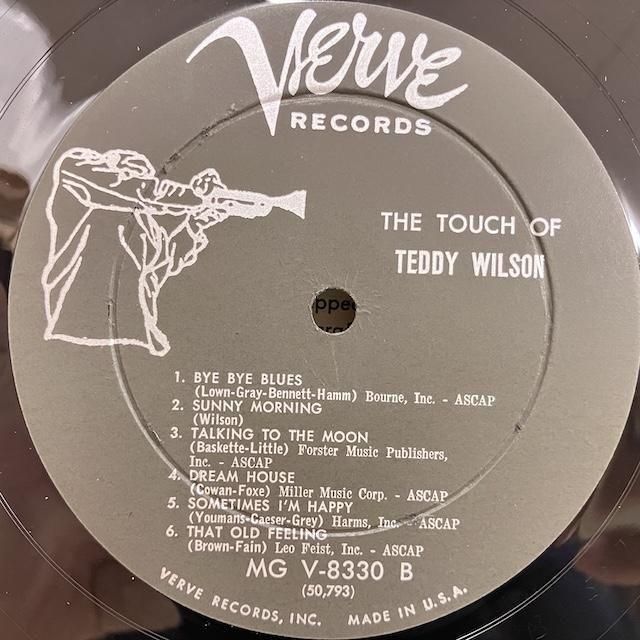 Verve
RECORDS
THE TOUCH OF
TEDDY WILSON
1. BYE BYE BLUES
(Lown-Gray-Bennett-Hamm) Bourne, Inc. - ASCAP
2. SUNNY MORNING
(Wilson)
3. TALKING TO THE MOON
(Baskette-Little) Forster Music Publishers,
Inc. - ASCAP
4. DREAM HOUSE
(Cowan-Foxe) Miller Music Corp. - ASCAP
5. SOMETIMES I'M HAPPY
(Youmans-Caeser-Grey) Harms, Inc. - ASCAP
6. THAT OLD FEELING
(Brown-Fain) Leo Feist, Inc. - ASCAP
MG V-8330 B
(50,793)
VERVE RECORDS, INC. MADE IN U.S.A.